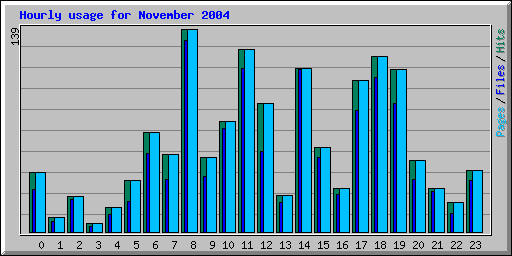 Hourly usage for November 2004
139
Pages / Files / Hits
0 1 2 3 4 5 6 7 8 9 10 11 12 13 14 15 16 17 18 19 20 21 22 23